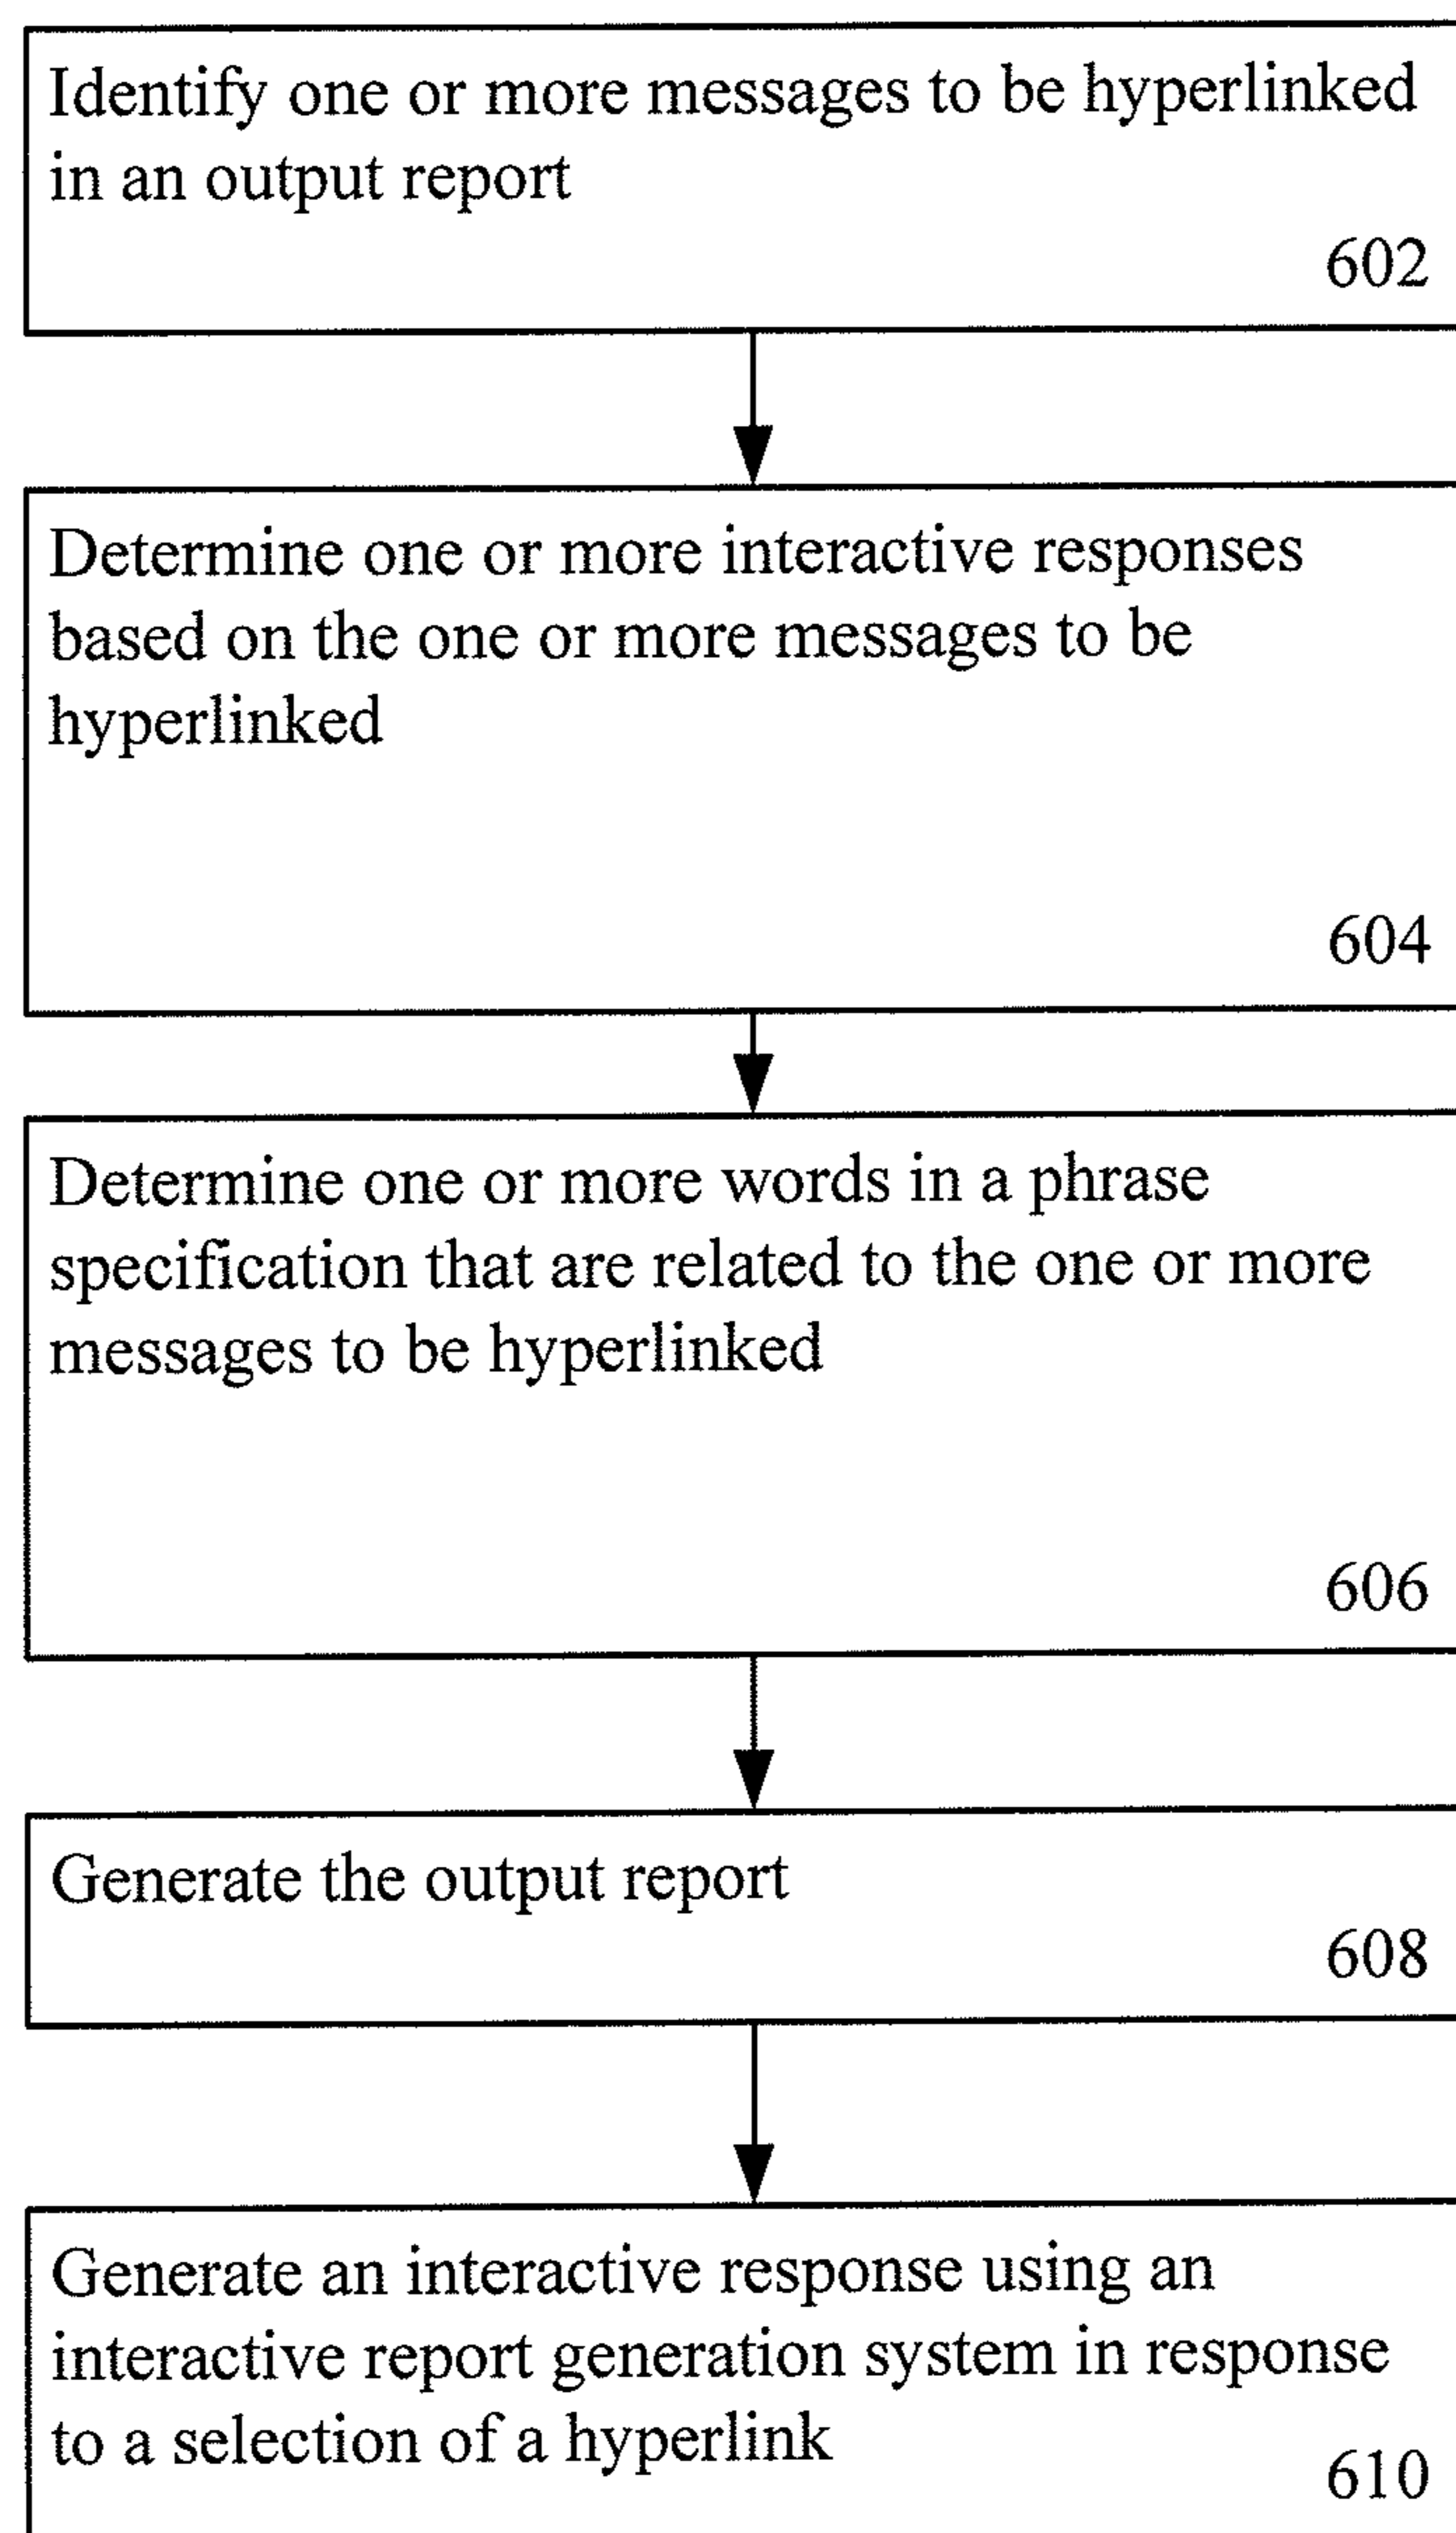 Identify one or more messages to be hyperlinked
in an output report
602
Determine one or more interactive responses
based on the one or more messages to be
hyperlinked
604
Determine one or more words in a phrase
specification that are related to the one or more
messages to be hyperlinked
606
Generate the output report
608
Generate an interactive response using an
interactive report generation system in response
to a selection of a hyperlink
610